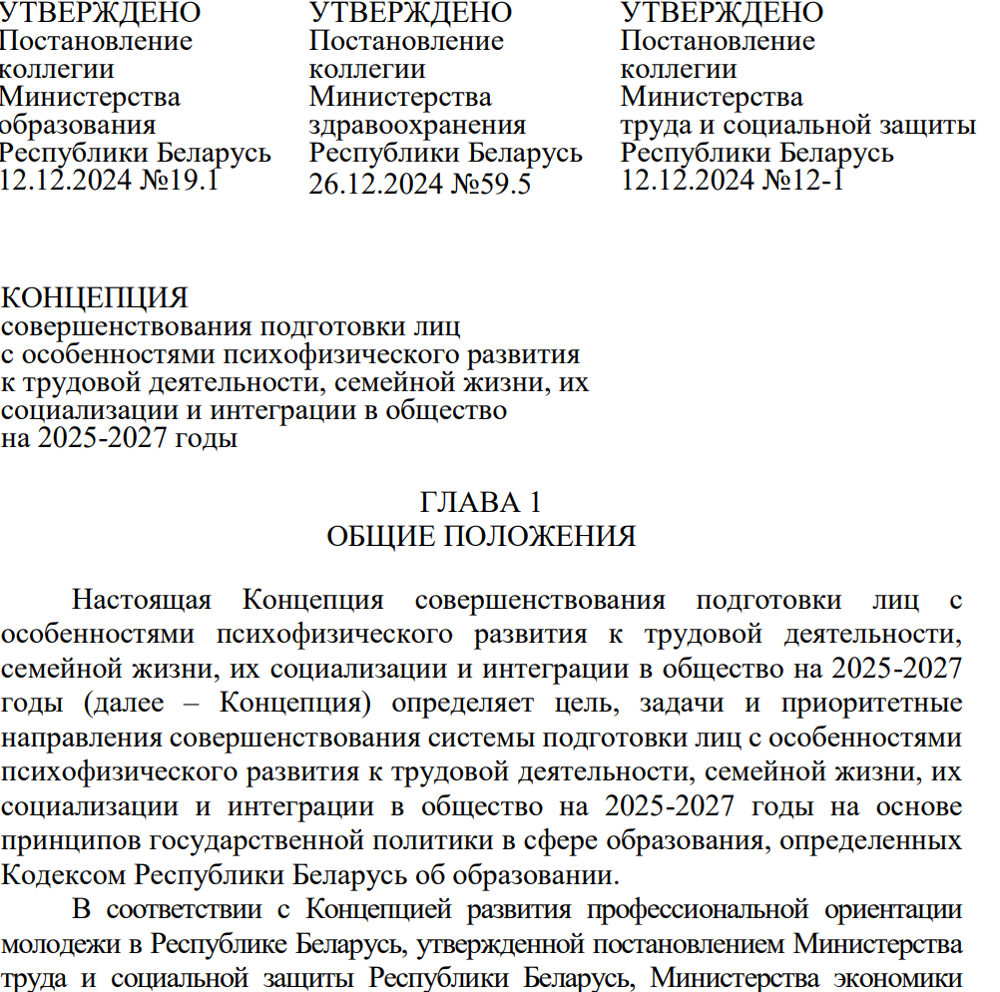 УТВЕРЖДЕНО
Постановление
коллегии
Министерства
образования
Республики Беларусь
12.12.2024 №19.1
УТВЕРЖДЕНО
Постановление
коллегии
Министерства
здравоохранения
Республики Беларусь
26.12.2024 №59.5
УТВЕРЖДЕНО
Постановление
коллегии
Министерства
труда и социальной защиты
Республики Беларусь
12.12.2024 №12-1
КОНЦЕПЦИЯ
совершенствования подготовки лиц
с особенностями психофизического развития
к трудовой деятельности, семейной жизни, их
социализации и интеграции в общество
на 2025-2027 годы
ГЛАВА 1
ОБЩИЕ ПОЛОЖЕНИЯ
Настоящая Концепция совершенствования подготовки лиц с
особенностями психофизического развития к трудовой деятельности,
семейной жизни, их социализации и интеграции в общество на 2025-2027
годы (далее – Концепция) определяет цель, задачи и приоритетные
направления совершенствования системы подготовки лиц с особенностями
психофизического развития к трудовой деятельности, семейной жизни, их
социализации и интеграции в общество на 2025-2027 годы на основе
принципов государственной политики в сфере образования, определенных
Кодексом Республики Беларусь об образовании.
В соответствии с Концепцией развития профессиональной ориентации
молодежи в Республике Беларусь, утвержденной постановлением Министерства
труда и социальной защиты Республики Беларусь, Министерства экономики